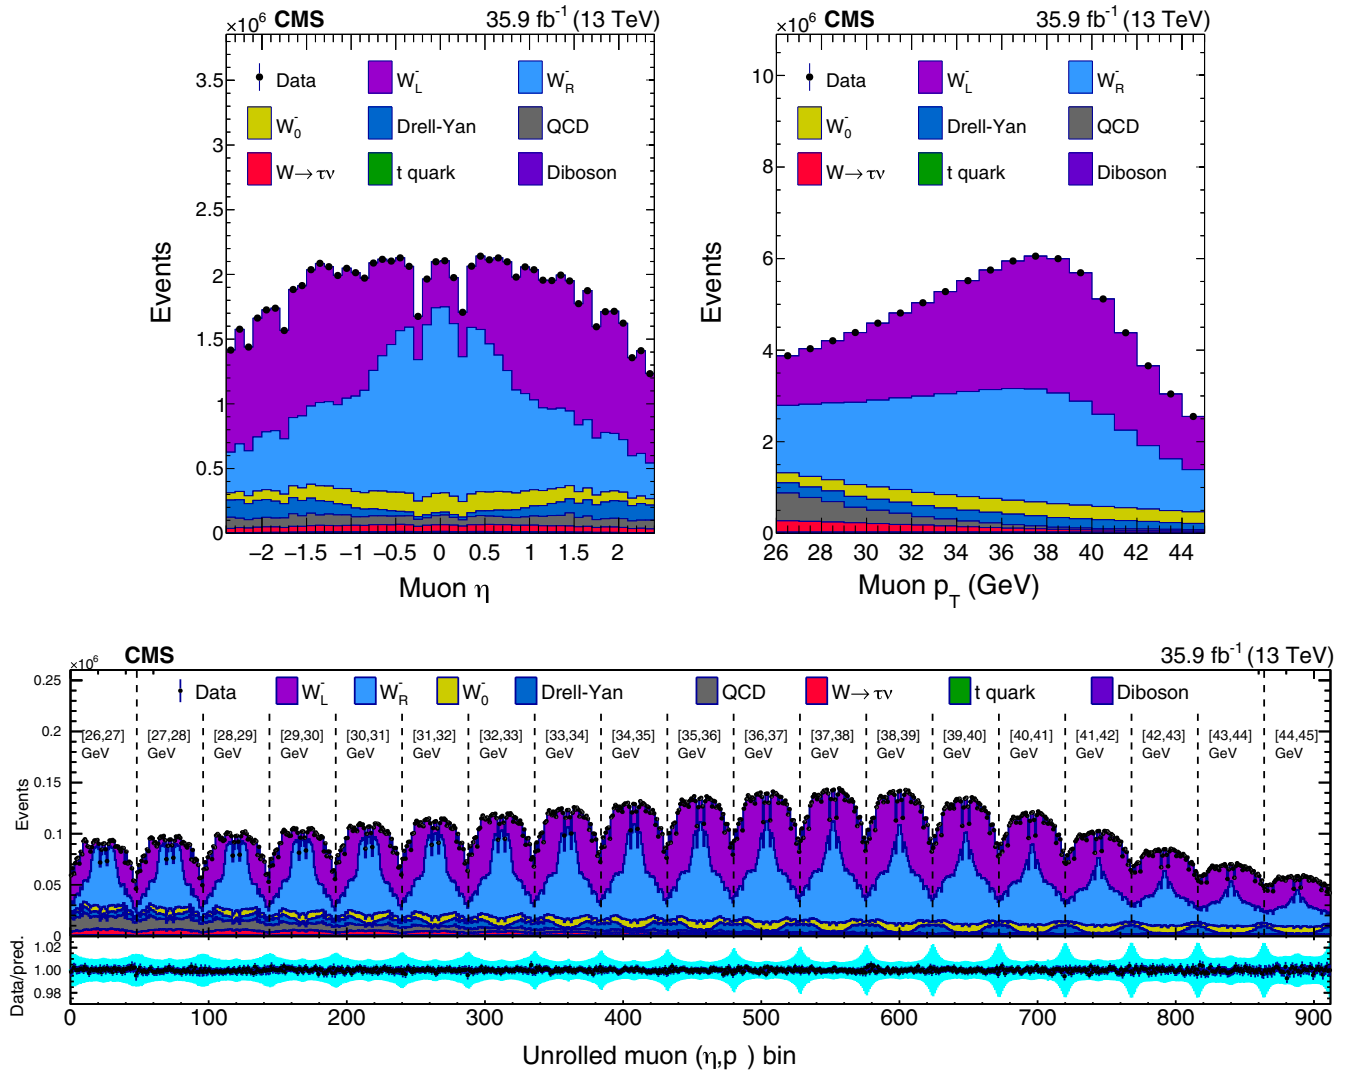 ×10⁶ CMS 35.9 fb⁻¹ (13 TeV)
Data W⁻L W⁻R
W⁻0 Drell-Yan QCD
W→τν t quark Diboson
Events
3.5
3
2.5
2
1.5
1
0.5
0
−2 −1.5 −1 −0.5 0 0.5 1 1.5 2
Muon η
×10⁶ CMS 35.9 fb⁻¹ (13 TeV)
Data W⁻L W⁻R
W⁻0 Drell-Yan QCD
W→τν t quark Diboson
Events
10
8
6
4
2
0
26 28 30 32 34 36 38 40 42 44
Muon pT (GeV)
×10⁶ CMS 35.9 fb⁻¹ (13 TeV)
Data W⁻L W⁻R W⁻0 Drell-Yan QCD W→τν t quark Diboson
[26,27] [27,28] [28,29] [29,30] [30,31] [31,32] [32,33] [33,34] [34,35] [35,36] [36,37] [37,38] [38,39] [39,40] [40,41] [41,42] [42,43] [43,44] [44,45]
GeV GeV GeV GeV GeV GeV GeV GeV GeV GeV GeV GeV GeV GeV GeV GeV GeV GeV GeV
Events
0.25
0.2
0.15
0.1
0.05
0
Data/pred.
1.02
1.00
0.98
0 100 200 300 400 500 600 700 800 900
Unrolled muon (η,p ) bin